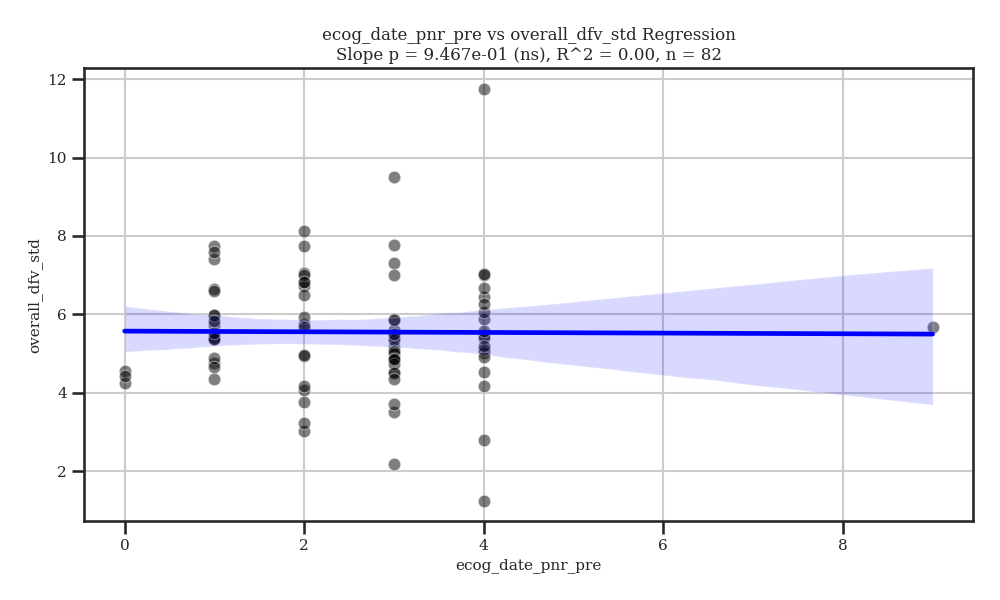 ecog_date_pnr_pre vs overall_dfv_std Regression
Slope p = 9.467e-01 (ns), R^2 = 0.00, n = 82
overall_dfv_std
12
10
8
6
4
2
0
2
4
6
8
ecog_date_pnr_pre